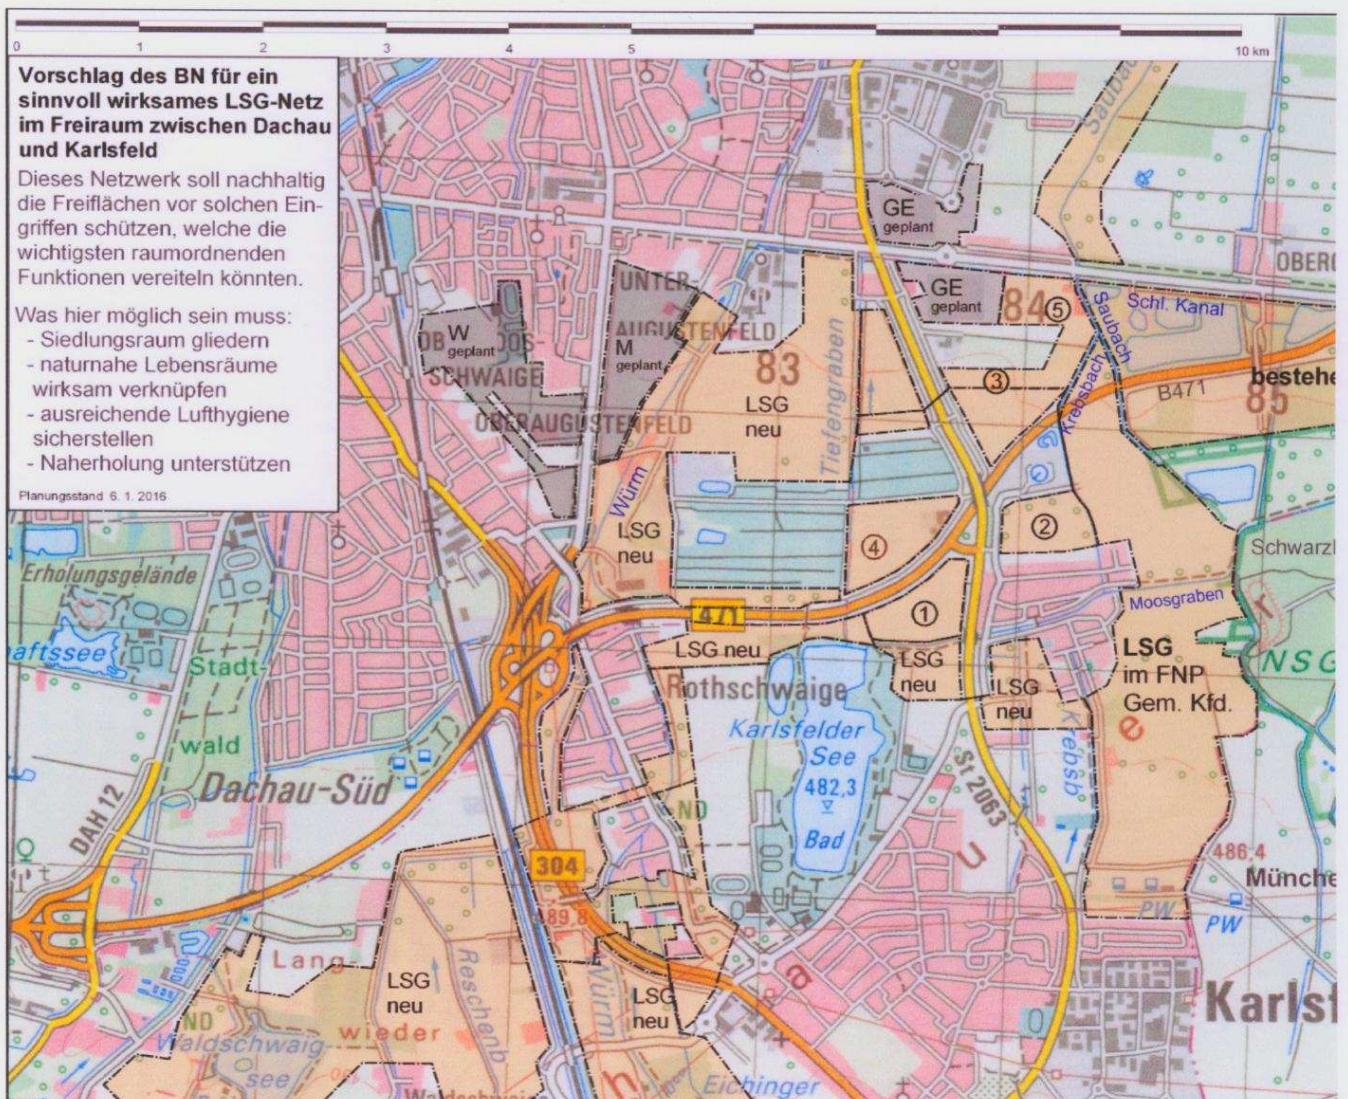 0 1 2 3 4 5 10 km
Vorschlag des BN für ein
sinnvoll wirksames LSG-Netz
im Freiraum zwischen Dachau
und Karlsfeld
Dieses Netzwerk soll nachhaltig
die Freiflächen vor solchen Ein-
griffen schützen, welche die
wichtigsten raumordnenden
Funktionen vereiteln könnten.
Was hier möglich sein muss:
- Siedlungsraum gliedern
- naturnahe Lebensräume
wirksam verknüpfen
- ausreichende Lufthygiene
sicherstellen
- Naherholung unterstützen
Planungsstand 6. 1. 2016
Saubac
GE
geplant
OBERG
UNTER-
AUGUSTENFELD
GE
geplant
84
5
Saubach
Schl. Kanal
W
geplant
SCHWAIGE
M
geplant
83
LSG
neu
Tiefengraben
3
Krebsbach
B471
bestehe
85
OBERAUGUSTENFELD
Würm
LSG
neu
4
2
Schwarzl
Erholungsgelände
aftssee
Stadt-
wald
471
1
Moosgraben
LSG neu
LSG
neu
LSG
neu
LSG
im FNP
Gem. Kfd.
NSG
Rothschwaige
Karlsfelder
See
482,3
Bad
Krebsb
St 2063
Dachau-Süd
DAH 12
ND
304
489,8
486,4
Münche
PW
PW
Lang-
wieder
LSG
neu
Reschenb
Würm
LSG
neu
ND
Waldschwaig-
see
Karlsf
Eichinger